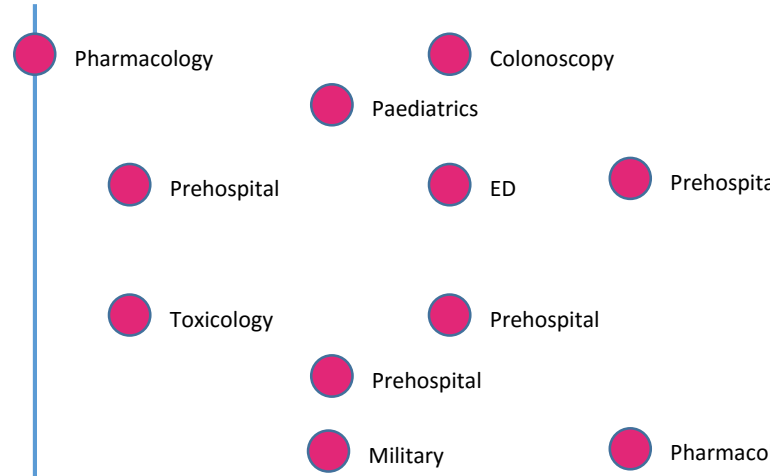 Pharmacology
Colonoscopy
Paediatrics
Prehospital
ED
Prehospita
Toxicology
Prehospital
Prehospital
Military
Pharmaco